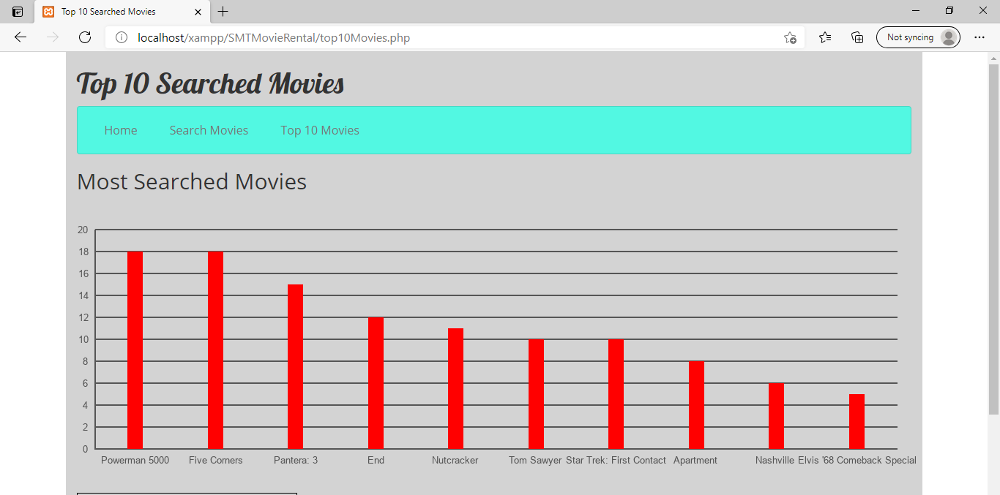 Top 10 Searched Movies
localhost/xampp/SMTMovieRental/top10Movies.php
Not syncing
Top 10 Searched Movies
Home Search Movies Top 10 Movies
Most Searched Movies
20
18
16
14
12
10
8
6
4
2
0
Powerman 5000 Five Corners Pantera: 3 End Nutcracker Tom Sawyer Star Trek: First Contact Apartment Nashville Elvis '68 Comeback Special